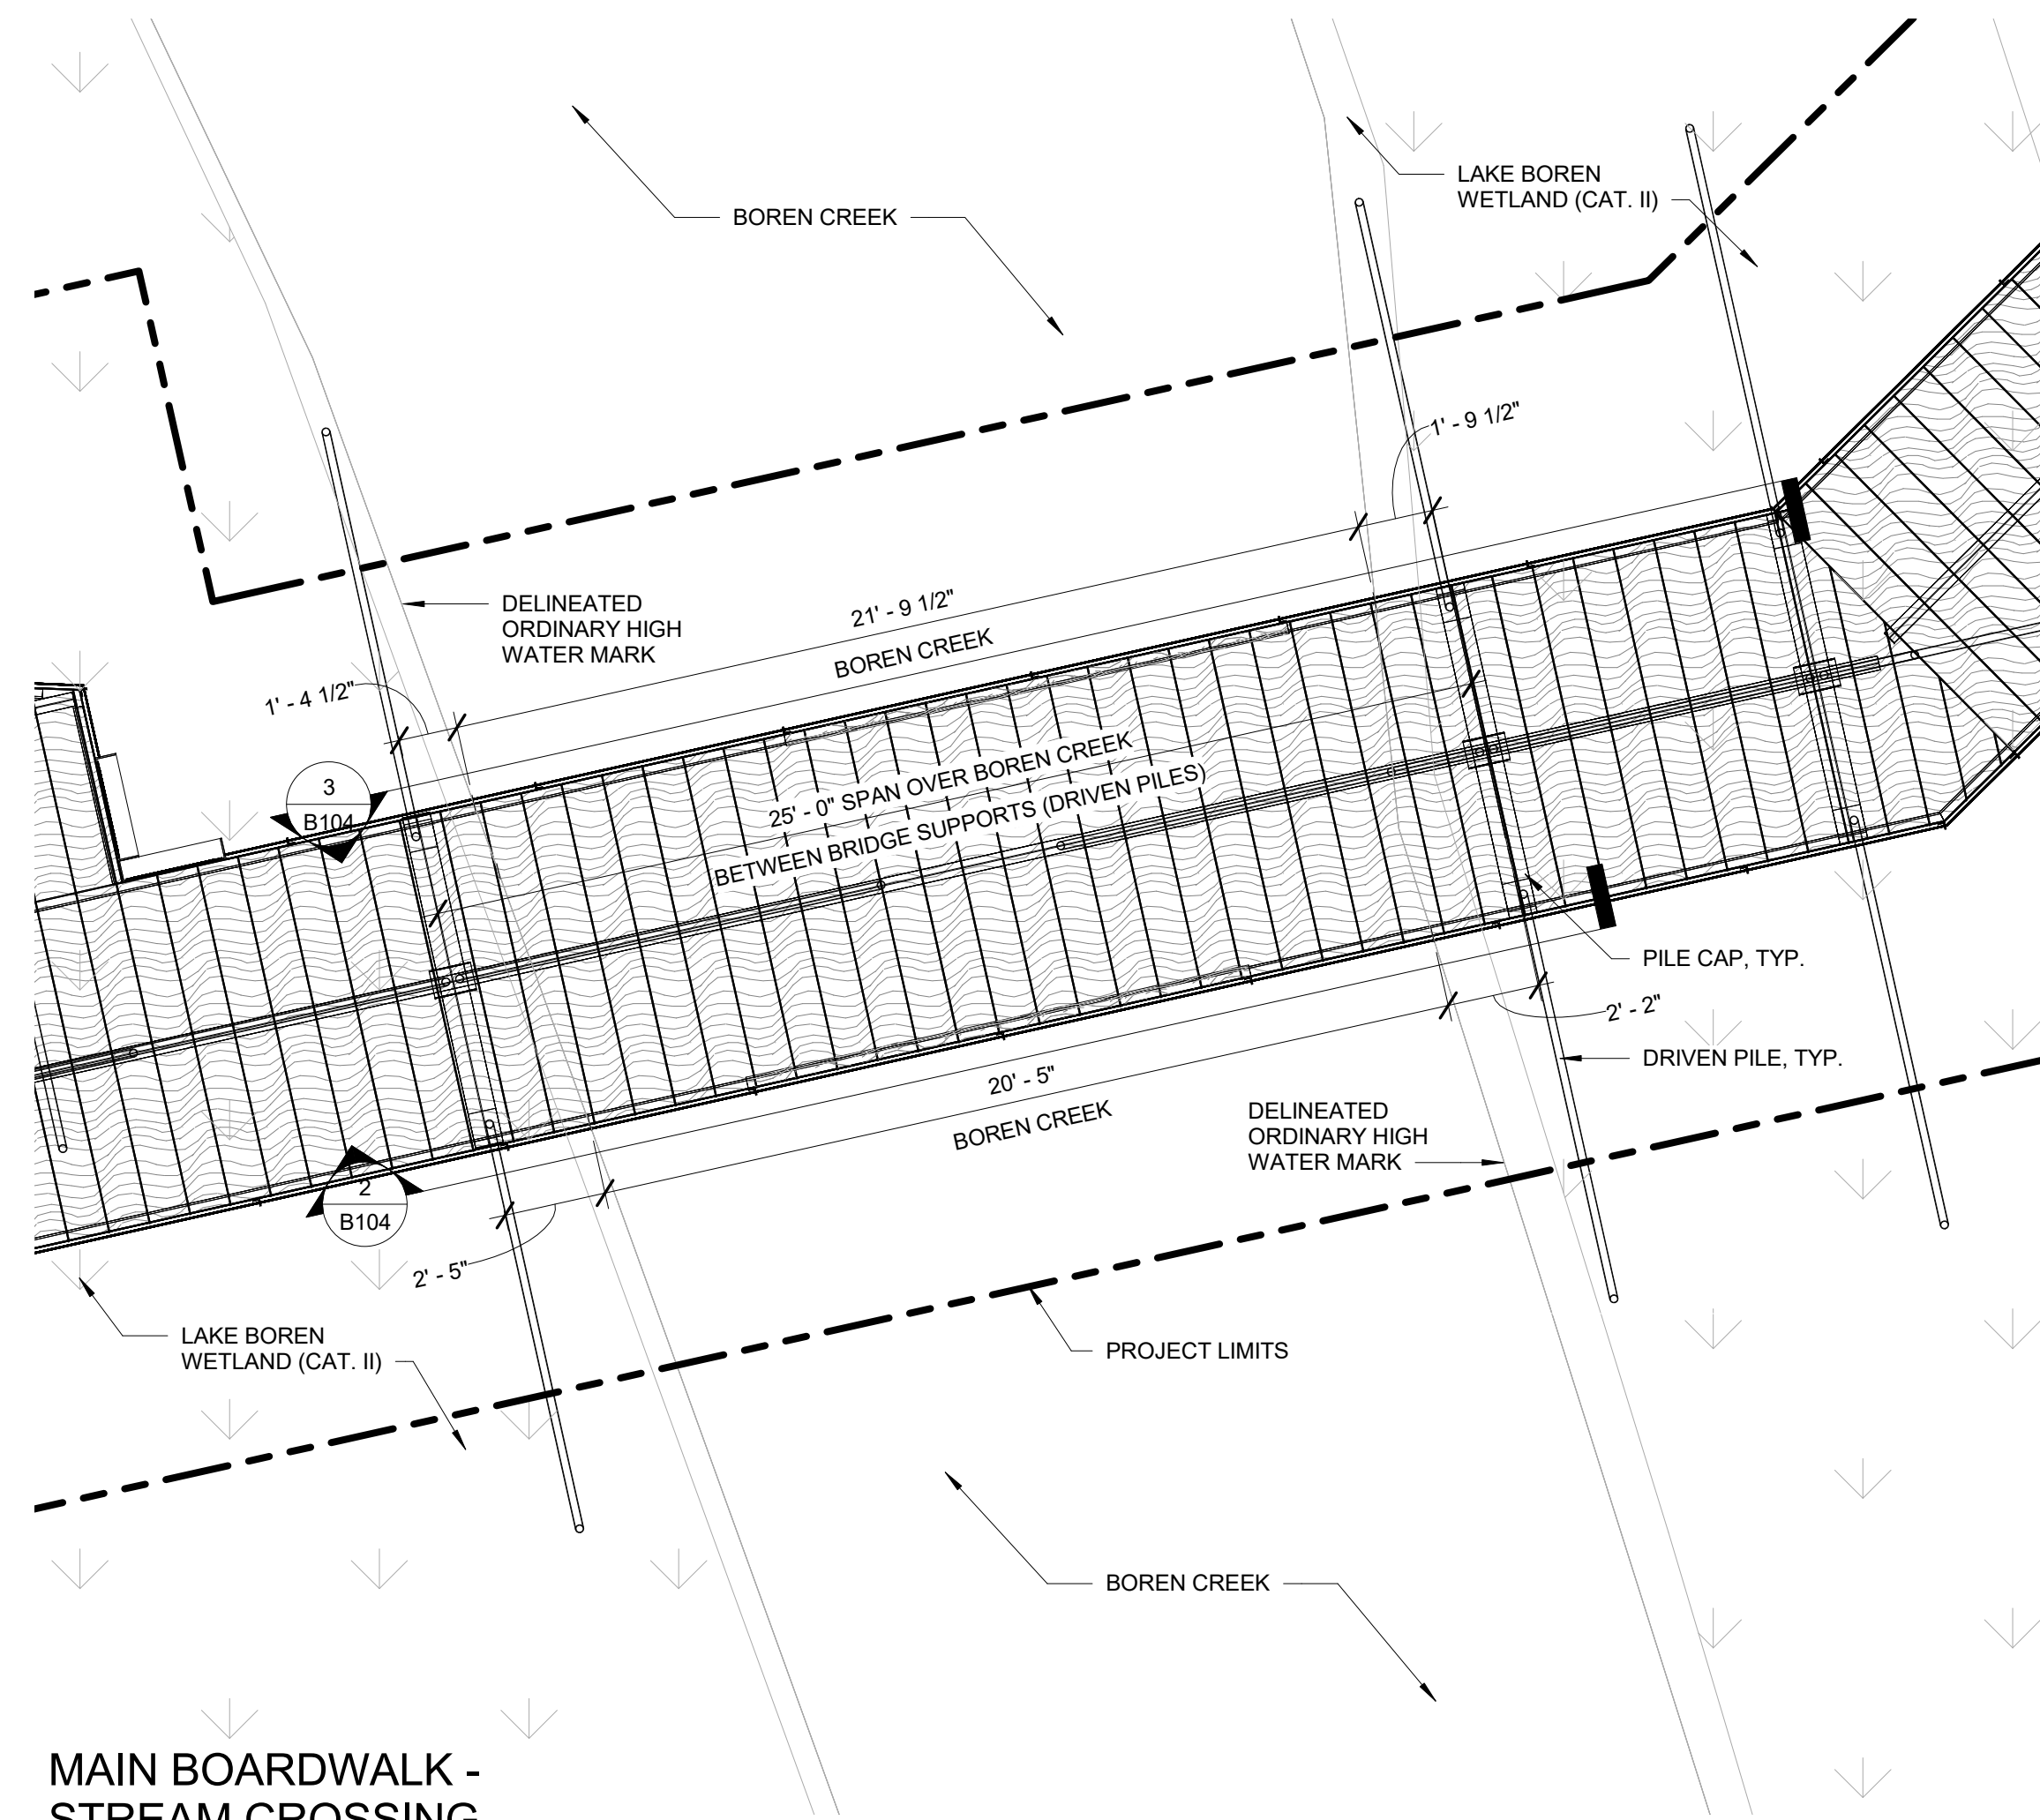 LAKE BOREN
WETLAND (CAT. II)
BOREN CREEK
1' - 9 1/2"
DELINEATED
ORDINARY HIGH
WATER MARK
21' - 9 1/2"
BOREN CREEK
1' - 4 1/2"
25' - 0" SPAN OVER BOREN CREEK
BETWEEN BRIDGE SUPPORTS (DRIVEN PILES)
3
B104
PILE CAP, TYP.
2' - 2"
DRIVEN PILE, TYP.
20' - 5"
BOREN CREEK
DELINEATED
ORDINARY HIGH
WATER MARK
2
B104
2' - 5"
LAKE BOREN
WETLAND (CAT. II)
PROJECT LIMITS
BOREN CREEK
MAIN BOARDWALK -
STREAM CROSSING